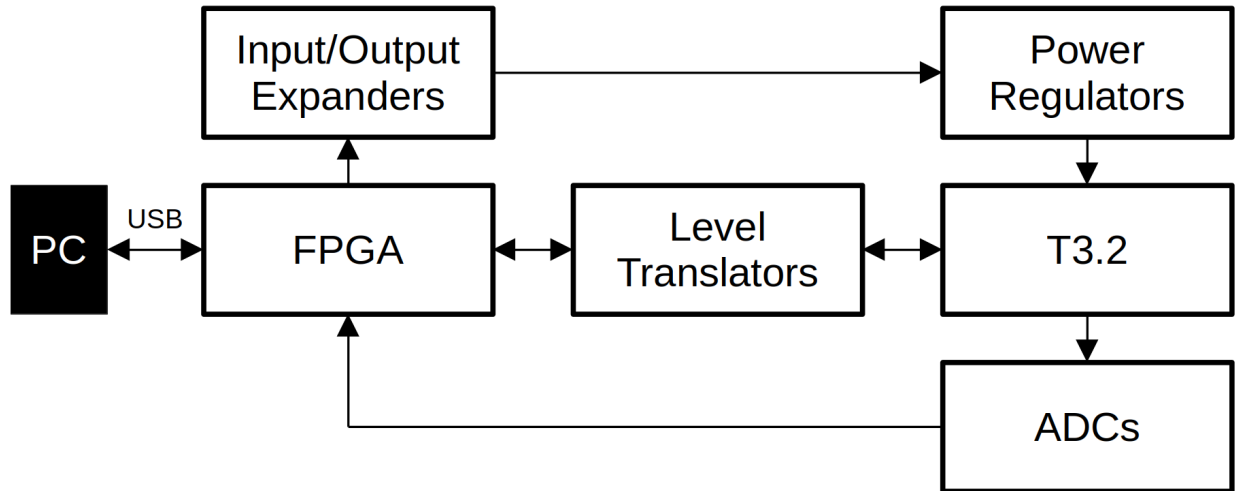 Input/Output
Expanders
Power
Regulators
PC
USB
FPGA
Level
Translators
T3.2
ADCs